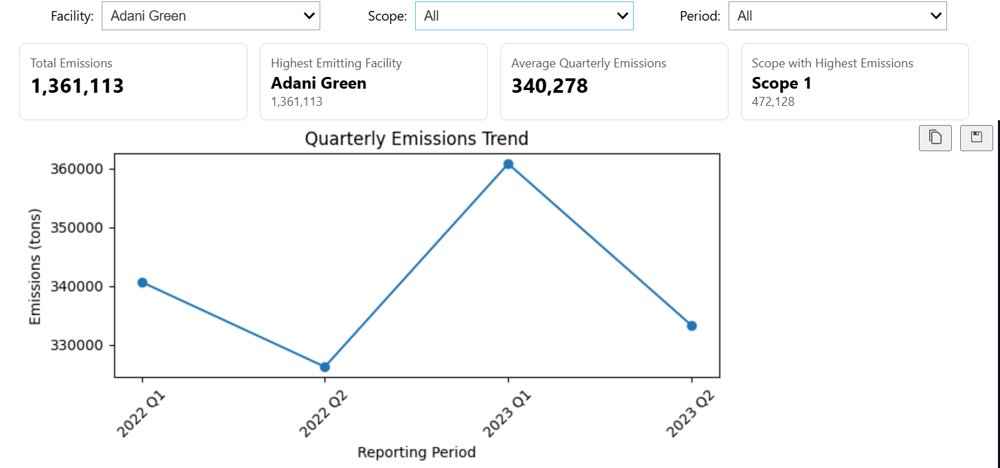 Facility: Adani Green Scope: All Period: All
Total Emissions
1,361,113
Highest Emitting Facility
Adani Green
1,361,113
Average Quarterly Emissions
340,278
Scope with Highest Emissions
Scope 1
472,128
Quarterly Emissions Trend
Emissions (tons)
360000
350000
340000
330000
2022 Q1
2022 Q2
2023 Q1
2023 Q2
Reporting Period